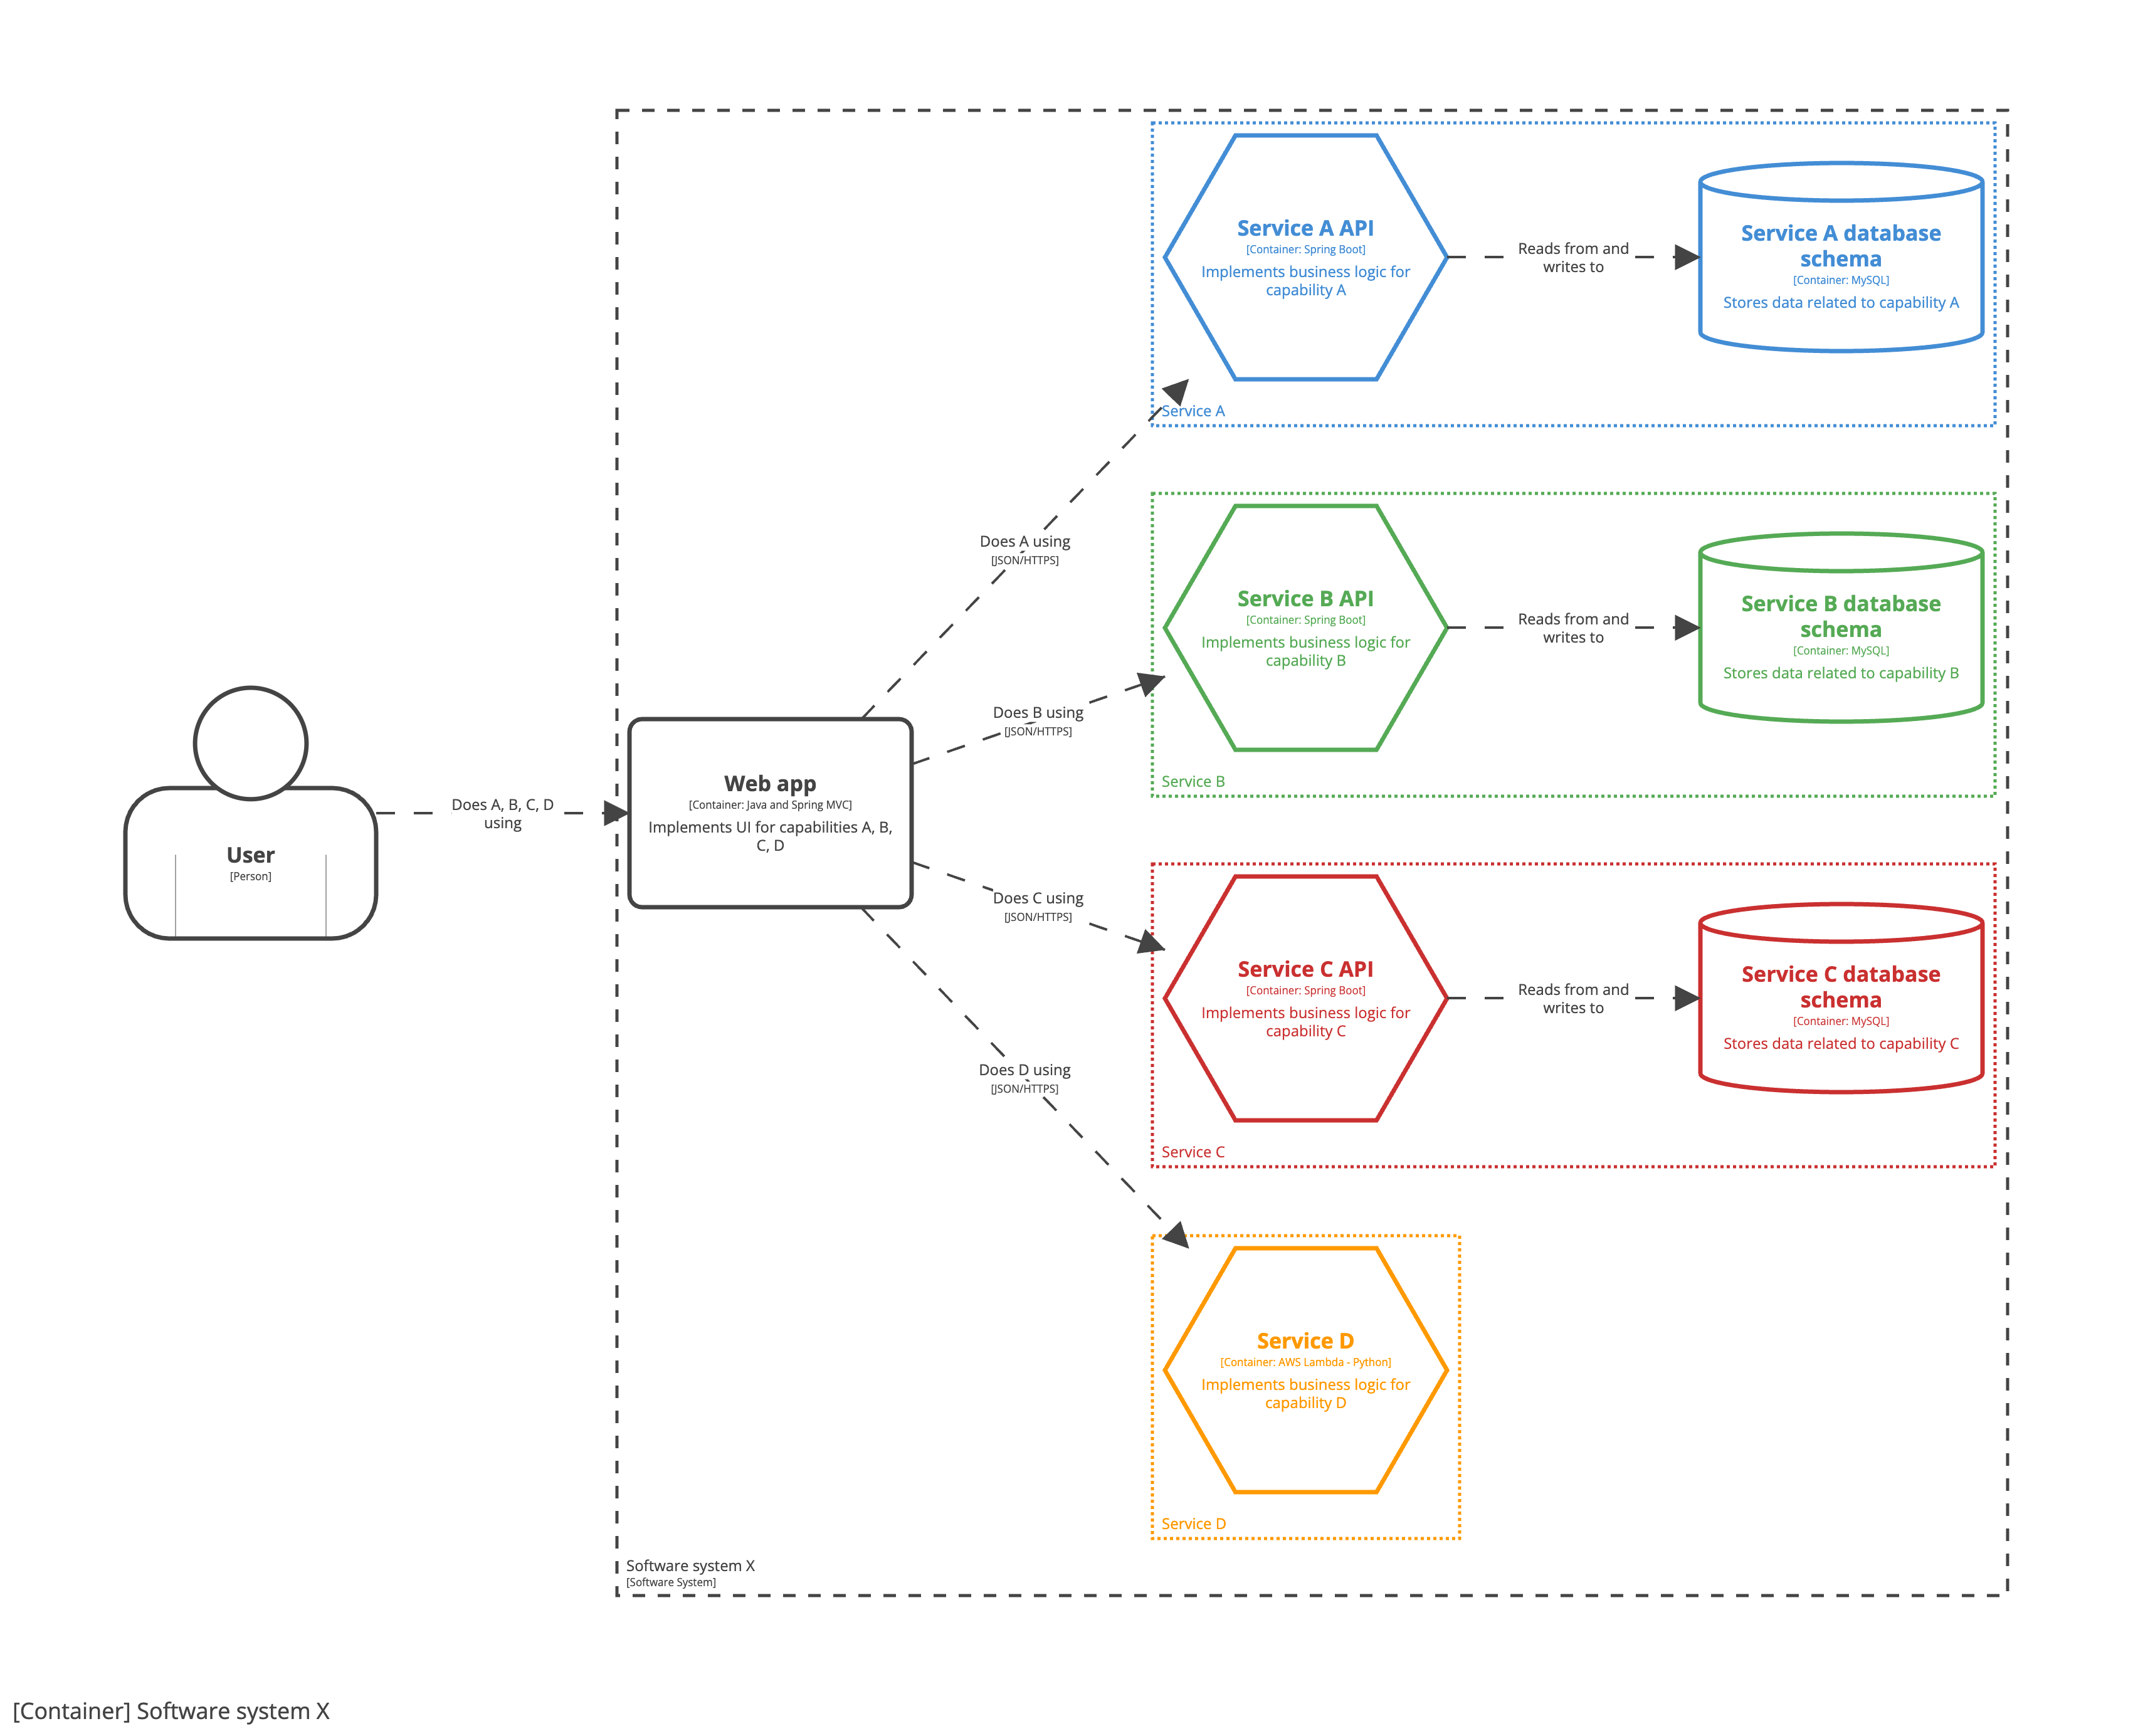 User
[Person]
Does A, B, C, D
using
Web app
[Container: Java and Spring MVC]
Implements UI for capabilities A, B,
C, D
Does A using
[JSON/HTTPS]
Does B using
[JSON/HTTPS]
Does C using
[JSON/HTTPS]
Does D using
[JSON/HTTPS]
Service A API
[Container: Spring Boot]
Implements business logic for
capability A
Reads from and
writes to
Service A database
schema
[Container: MySQL]
Stores data related to capability A
Service A
Service B API
[Container: Spring Boot]
Implements business logic for
capability B
Reads from and
writes to
Service B database
schema
[Container: MySQL]
Stores data related to capability B
Service B
Service C API
[Container: Spring Boot]
Implements business logic for
capability C
Reads from and
writes to
Service C database
schema
[Container: MySQL]
Stores data related to capability C
Service C
Service D
[Container: AWS Lambda - Python]
Implements business logic for
capability D
Service D
Software system X
[Software System]
[Container] Software system X